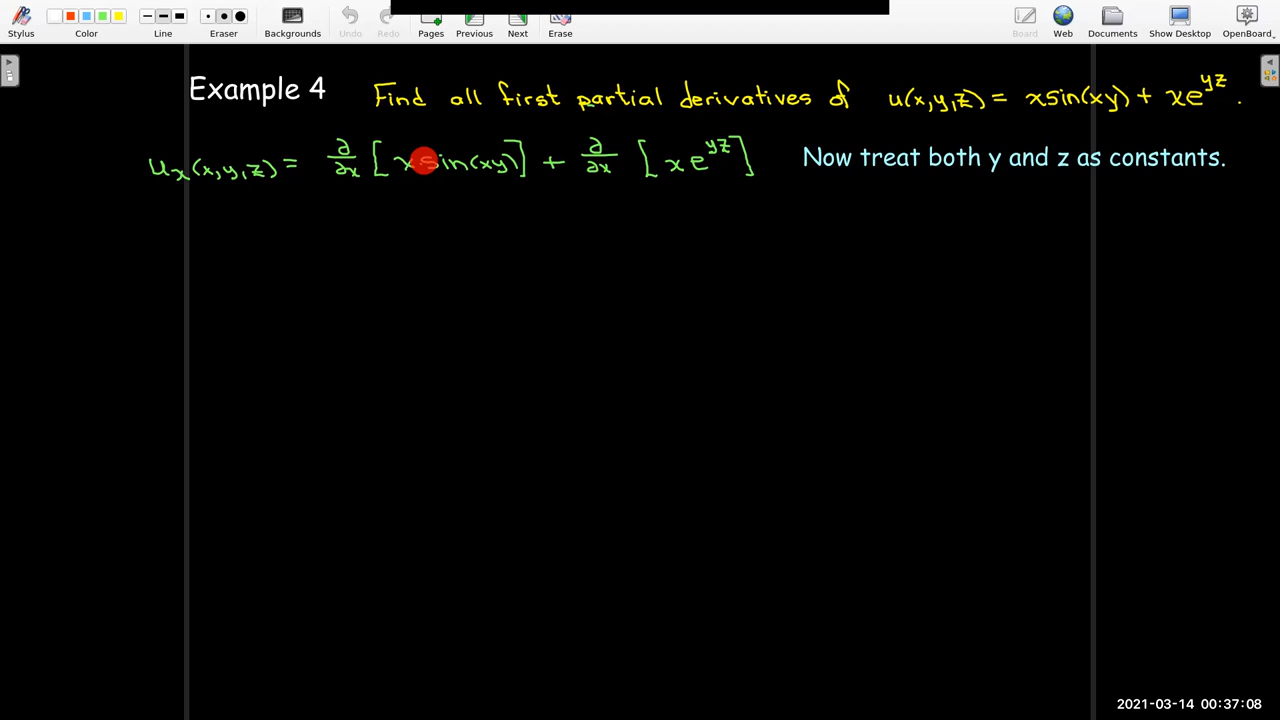 Stylus Color Line Eraser Backgrounds Undo Redo Pages Previous Next Erase Board Web Documents Show Desktop OpenBoard
Example 4 Find all first partial derivatives of u(x,y,z) = xsin(xy) + xe^{yz}.
u_x(x,y,z) = ∂/∂x [xsin(xy)] + ∂/∂x [xe^{yz}] Now treat both y and z as constants.
2021-03-14 00:37:08